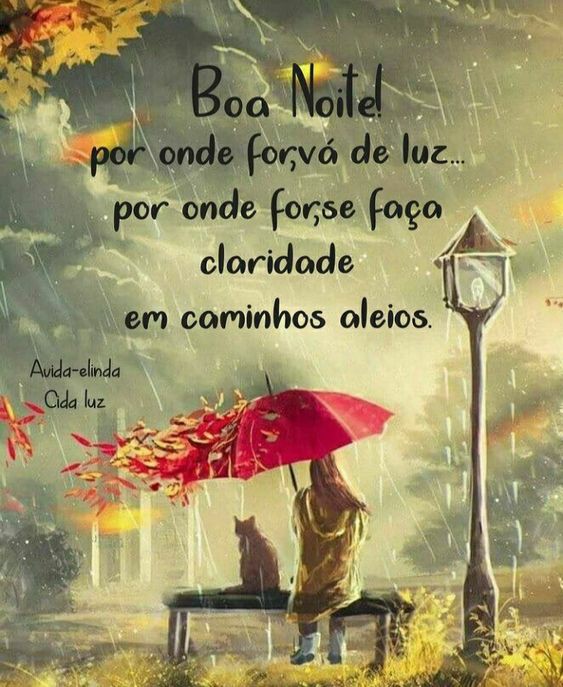 Boa Noite!
por onde for,vá de luz...
por onde for,se faça
claridade
em caminhos aleios.
Avida-elinda
Cida luz